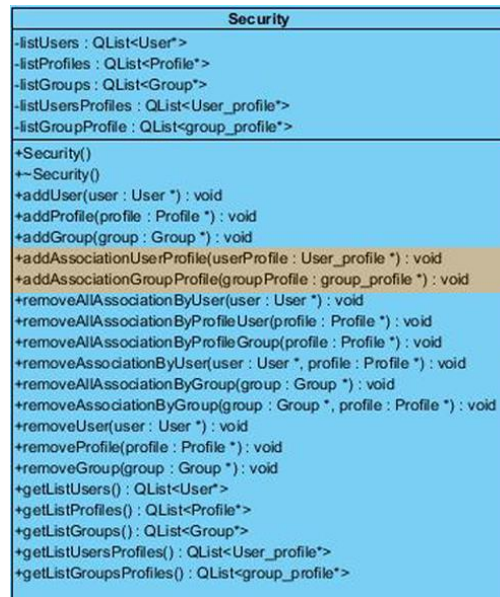 Security
-listUsers : QList<User*>
-listProfiles : QList<Profile*>
-listGroups : QList<Group*>
-listUsersProfiles : QList<User_profile*>
-listGroupProfile : QList<group_profile*>
+Security()
+~Security()
+addUser(user : User *) : void
+addProfile(profile : Profile *) : void
+addGroup(group : Group *) : void
+addAssociationUserProfile(userProfile : User_profile *) : void
+addAssociationGroupProfile(groupProfile : group_profile *) : void
+removeAllAssociationByUser(user : User *) : void
+removeAllAssociationByProfileUser(profile : Profile *) : void
+removeAllAssociationByProfileGroup(profile : Profile *) : void
+removeAssociationByUser(user : User *, profile : Profile *) : void
+removeAllAssociationByGroup(group : Group *) : void
+removeAssociationByGroup(group : Group *, profile : Profile *) : void
+removeUser(user : User *) : void
+removeProfile(profile : Profile *) : void
+removeGroup(group : Group *) : void
+getListUsers() : QList<User*>
+getListProfiles() : QList<Profile*>
+getListGroups() : QList<Group*>
+getListUsersProfiles() : QList<User_profile*>
+getListGroupsProfiles() : QList<group_profile*>